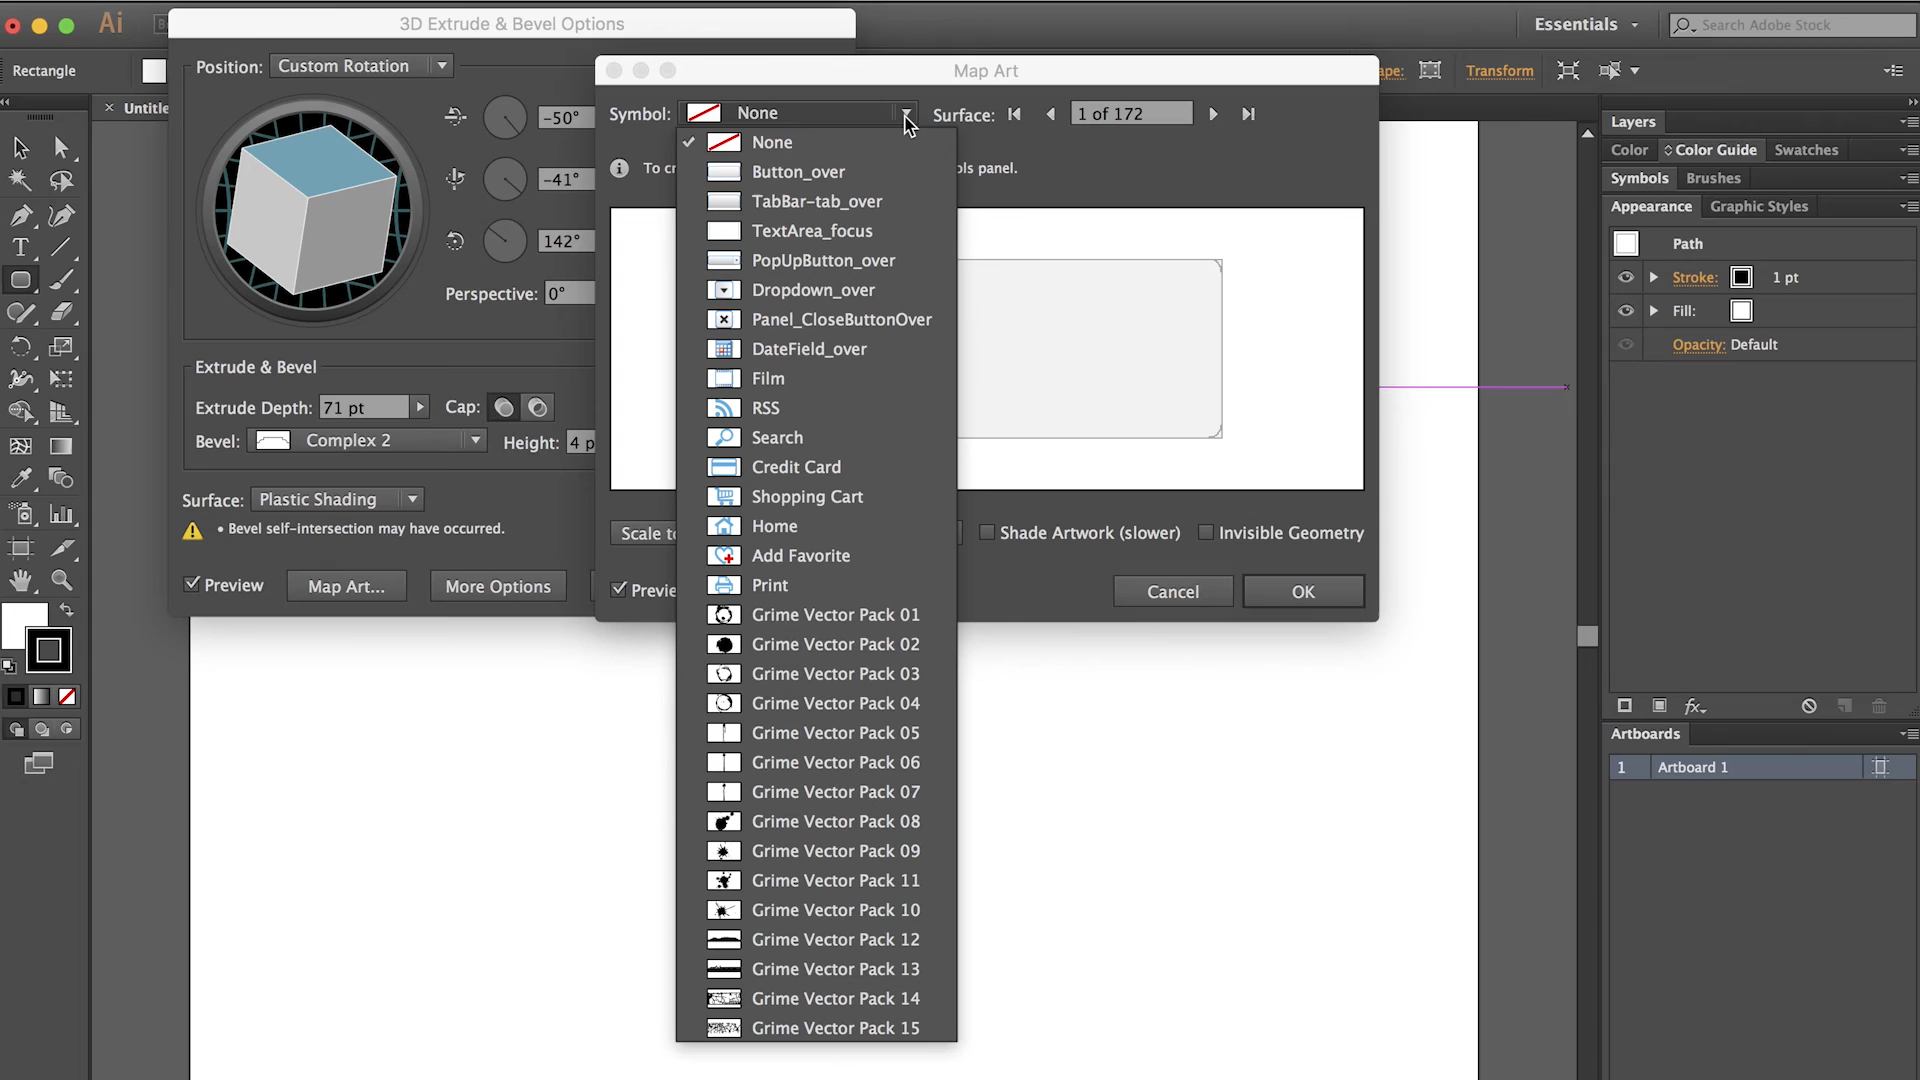 3D Extrude & Bevel Options
Ai
Essentials
Search Adobe Stock
Rectangle
Position: Custom Rotation
Map Art
ape:
Transform
Untitle
-50°
-41°
142°
Perspective: 0°
Symbol: None
Surface: 1 of 172
None
Button_over
TabBar-tab_over
TextArea_focus
PopUpButton_over
Dropdown_over
Panel_CloseButtonOver
DateField_over
Film
RSS
Search
Credit Card
Shopping Cart
Home
Add Favorite
Print
Grime Vector Pack 01
Grime Vector Pack 02
Grime Vector Pack 03
Grime Vector Pack 04
Grime Vector Pack 05
Grime Vector Pack 06
Grime Vector Pack 07
Grime Vector Pack 08
Grime Vector Pack 09
Grime Vector Pack 11
Grime Vector Pack 10
Grime Vector Pack 12
Grime Vector Pack 13
Grime Vector Pack 14
Grime Vector Pack 15
To cr
ols panel.
Extrude & Bevel
Extrude Depth: 71 pt
Cap:
Bevel: Complex 2
Height: 4 p
Surface: Plastic Shading
• Bevel self-intersection may have occurred.
Preview
Map Art...
More Options
Scale to
Shade Artwork (slower)
Invisible Geometry
Previe
Cancel
OK
Layers
Color
Color Guide
Swatches
Symbols
Brushes
Appearance
Graphic Styles
Path
Stroke: 1 pt
Fill:
Opacity: Default
fx
Artboards
1 Artboard 1